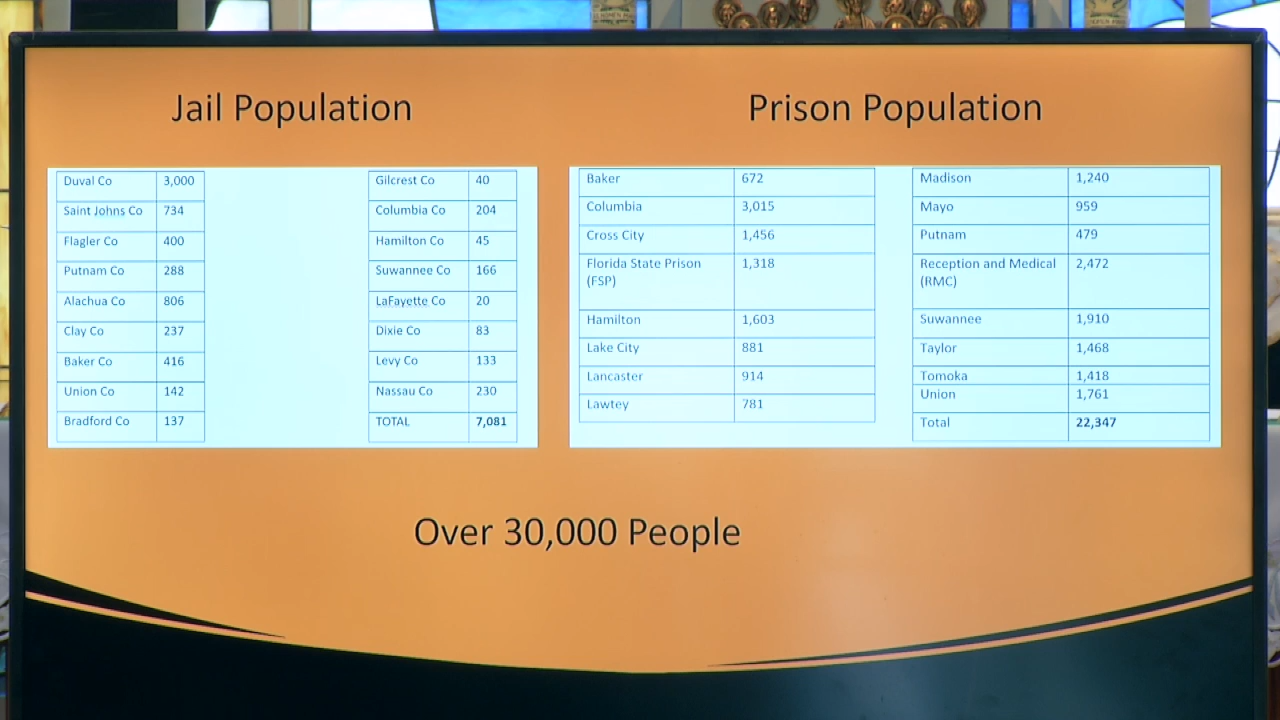 Jail Population
Duval Co 3,000
Saint Johns Co 734
Flagler Co 400
Putnam Co 288
Alachua Co 806
Clay Co 237
Baker Co 416
Union Co 142
Bradford Co 137
Gilcrest Co 40
Columbia Co 204
Hamilton Co 45
Suwannee Co 166
LaFayette Co 20
Dixie Co 83
Levy Co 133
Nassau Co 230
TOTAL 7,081
Prison Population
Baker 672
Columbia 3,015
Cross City 1,456
Florida State Prison 1,318
(FSP)
Hamilton 1,603
Lake City 881
Lancaster 914
Lawtey 781
Madison 1,240
Mayo 959
Putnam 479
Reception and Medical 2,472
(RMC)
Suwannee 1,910
Taylor 1,468
Tomoka 1,418
Union 1,761
Total 22,347
Over 30,000 People